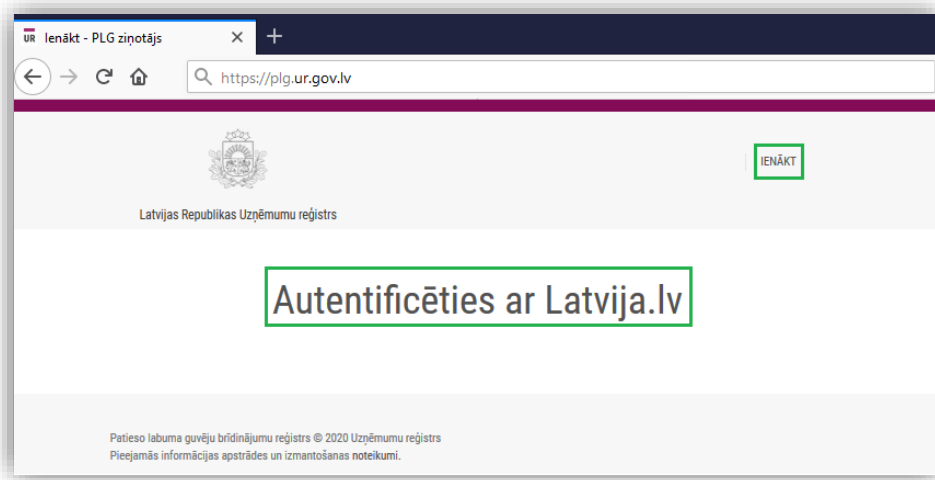 UR Ienākt - PLG ziņotājs
https://plg.ur.gov.lv
IENĀKT
Latvijas Republikas Uzņēmumu reģistrs
Autentificēties ar Latvija.lv
Patieso labuma guvēju brīdinājumu reģistrs © 2020 Uzņēmumu reģistrs
Pieejamās informācijas apstrādes un izmantošanas noteikumi.